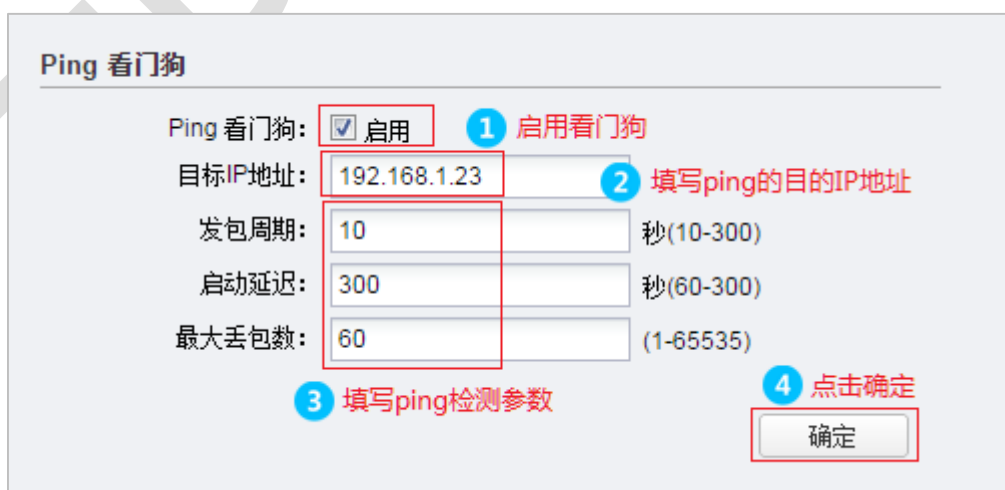 Ping 看门狗
Ping 看门狗： 启用 1 启用看门狗
目标IP地址： 192.168.1.23 2 填写ping的目的IP地址
发包周期： 10 秒(10-300)
启动延迟： 300 秒(60-300)
最大丢包数： 60 (1-65535)
3 填写ping检测参数 4 点击确定
确定